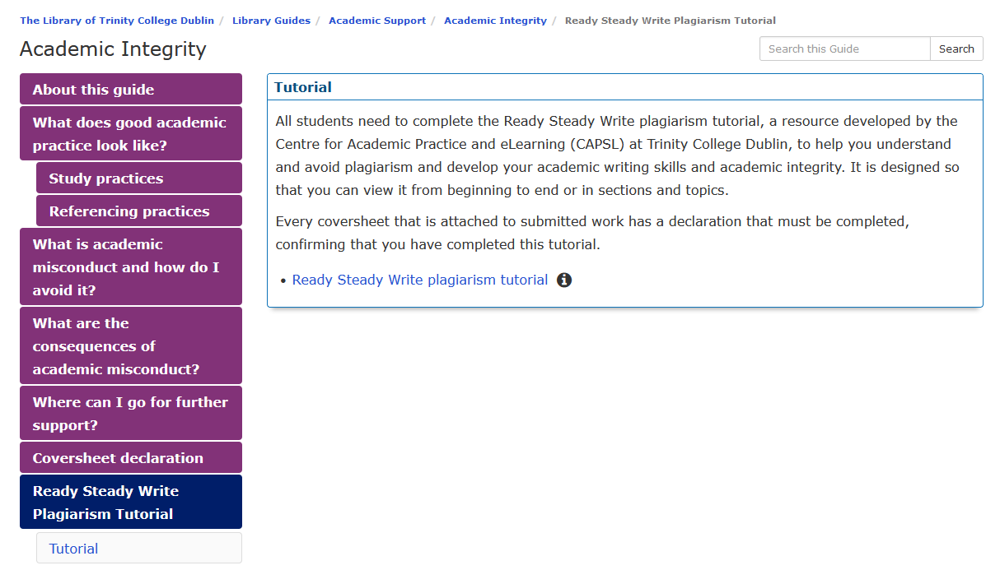 The Library of Trinity College Dublin / Library Guides / Academic Support / Academic Integrity / Ready Steady Write Plagiarism Tutorial
Academic Integrity
Search this Guide
Search
About this guide
What does good academic
practice look like?
Study practices
Referencing practices
What is academic
misconduct and how do I
avoid it?
What are the
consequences of
academic misconduct?
Where can I go for further
support?
Coversheet declaration
Ready Steady Write
Plagiarism Tutorial
Tutorial
Tutorial
All students need to complete the Ready Steady Write plagiarism tutorial, a resource developed by the
Centre for Academic Practice and eLearning (CAPSL) at Trinity College Dublin, to help you understand
and avoid plagiarism and develop your academic writing skills and academic integrity. It is designed so
that you can view it from beginning to end or in sections and topics.
Every coversheet that is attached to submitted work has a declaration that must be completed,
confirming that you have completed this tutorial.
• Ready Steady Write plagiarism tutorial